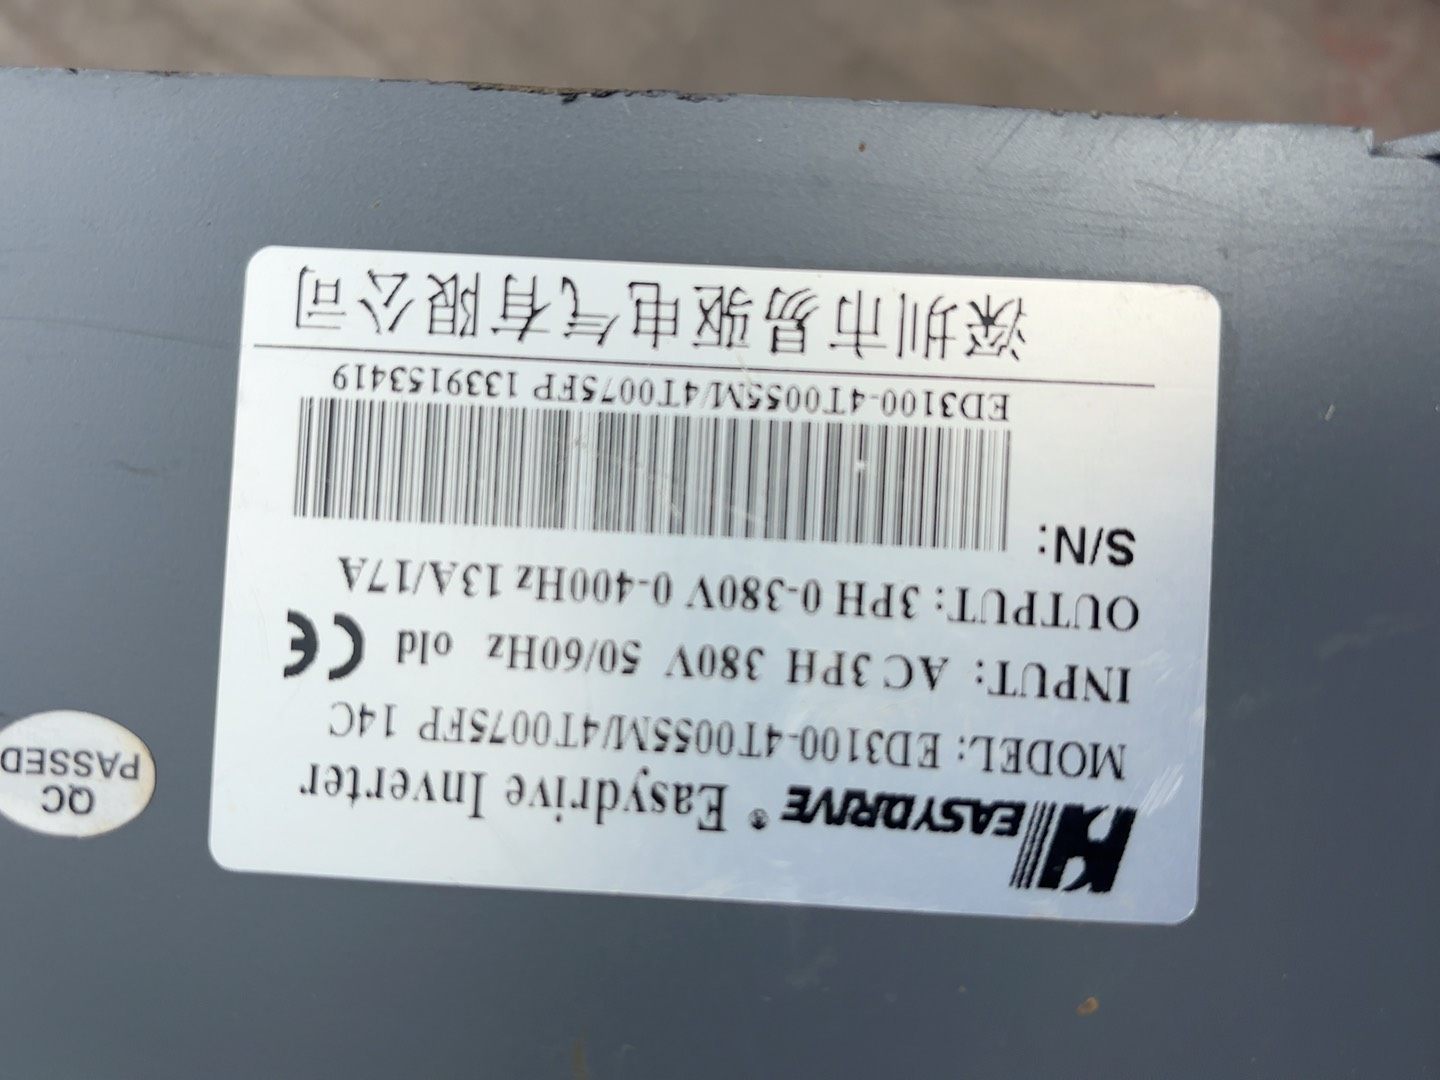 EASYDRIVE® Easydrive Inverter
MODEL: ED3100-4T0055M/4T0075FP 14C
INPUT: AC 3PH 380V 50/60Hz old CE
OUTPUT: 3PH 0-380V 0-400Hz 13A/17A
S/N:
ED3100-4T0055M/4T0075FP 1339153419
深圳市易驱电气有限公司
QC
PASSED